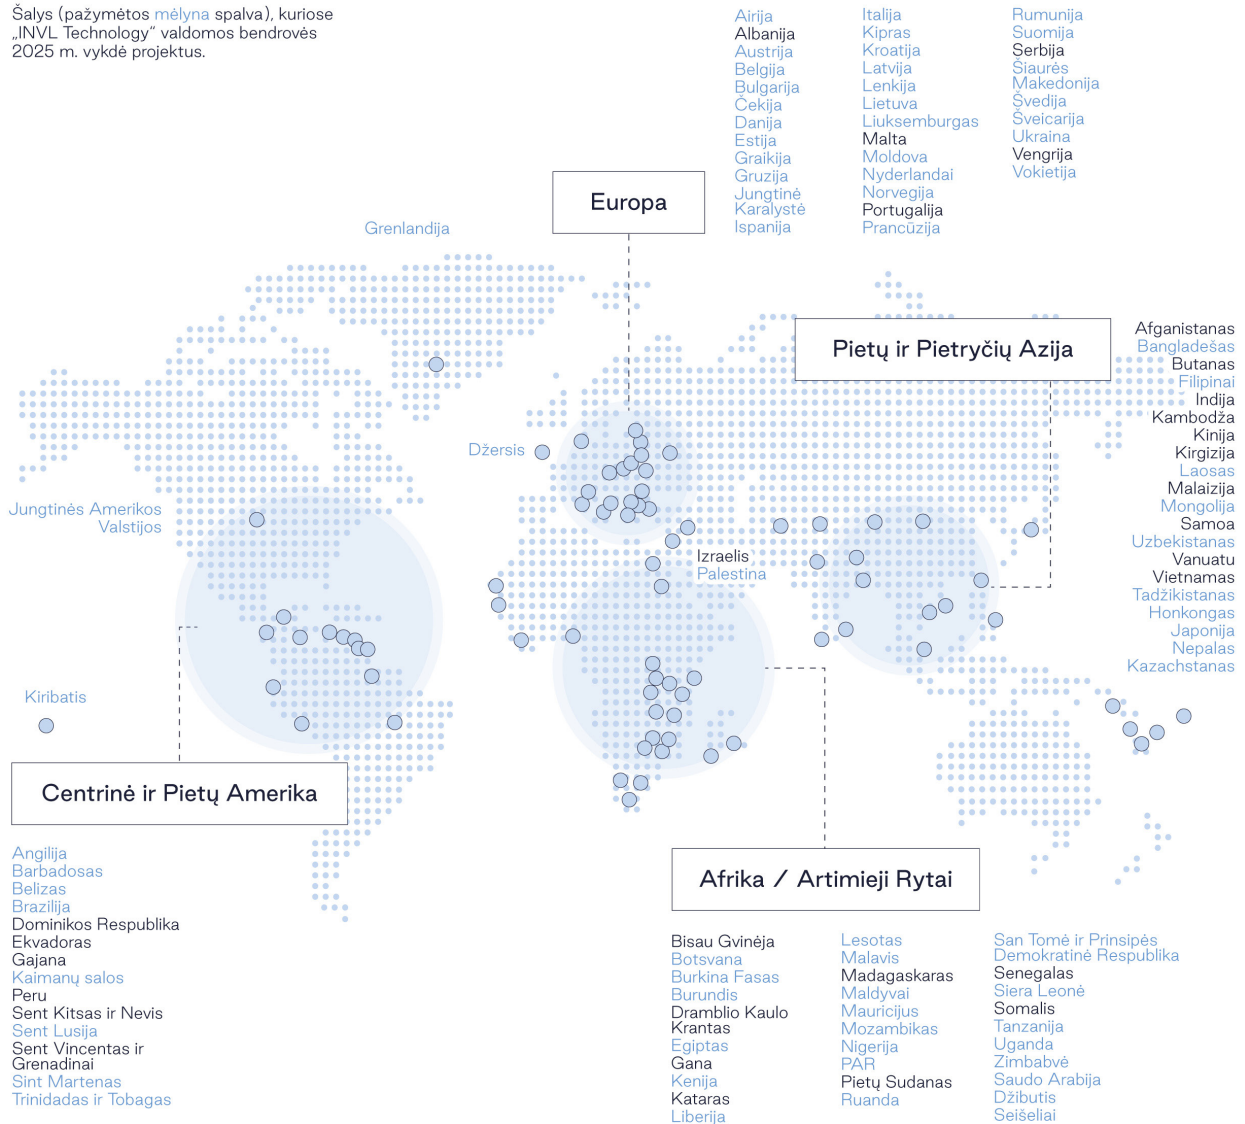 Šalys (pažymėtos mėlyna spalva), kuriose
„INVL Technology“ valdomos bendrovės
2025 m. vykdė projektus.
Airija
Albanija
Austrija
Belgija
Bulgarija
Čekija
Danija
Estija
Graikija
Gruzija
Jungtinė
Karalystė
Ispanija
Italija
Kipras
Kroatija
Latvija
Lenkija
Lietuva
Liuksemburgas
Malta
Moldova
Nyderlandai
Norvegija
Portugalija
Prancūzija
Rumunija
Suomija
Serbija
Šiaurės
Makedonija
Švedija
Šveicarija
Ukraina
Vengrija
Vokietija
Europa
Grenlandija
Pietų ir Pietryčių Azija
Afganistanas
Bangladešas
Butanas
Filipinai
Indija
Kambodža
Kinija
Kirgizija
Laosas
Malaizija
Mongolija
Samoa
Uzbekistanas
Vanuatu
Vietnamas
Tadžikistanas
Honkongas
Japonija
Nepalas
Kazachstanas
Džersis
Jungtinės Amerikos
Valstijos
Izraelis
Palestina
Kiribatis
Centrinė ir Pietų Amerika
Angilija
Barbadosas
Belizas
Brazilija
Dominikos Respublika
Ekvadoras
Gajana
Kaimanų salos
Peru
Sent Kitsas ir Nevis
Sent Lusija
Sent Vincentas ir
Grenadinai
Sint Martenas
Trinidadas ir Tobagas
Afrika / Artimieji Rytai
Bisau Gvinėja
Botsvana
Burkina Fasas
Burundis
Dramblio Kaulo
Krantas
Egiptas
Gana
Kenija
Kataras
Liberija
Lesotas
Malavis
Madagaskaras
Maldyvai
Mauricijus
Mozambikas
Nigerija
PAR
Pietų Sudanas
Ruanda
San Tomė ir Prinsipės
Demokratinė Respublika
Senegalas
Siera Leonė
Somalis
Tanzanija
Uganda
Zimbabvė
Saudo Arabija
Džibutis
Seišeliai